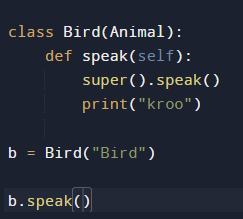 class Bird(Animal):
    def speak(self):
        super().speak()
        print("kroo")
b = Bird("Bird")
b.speak()